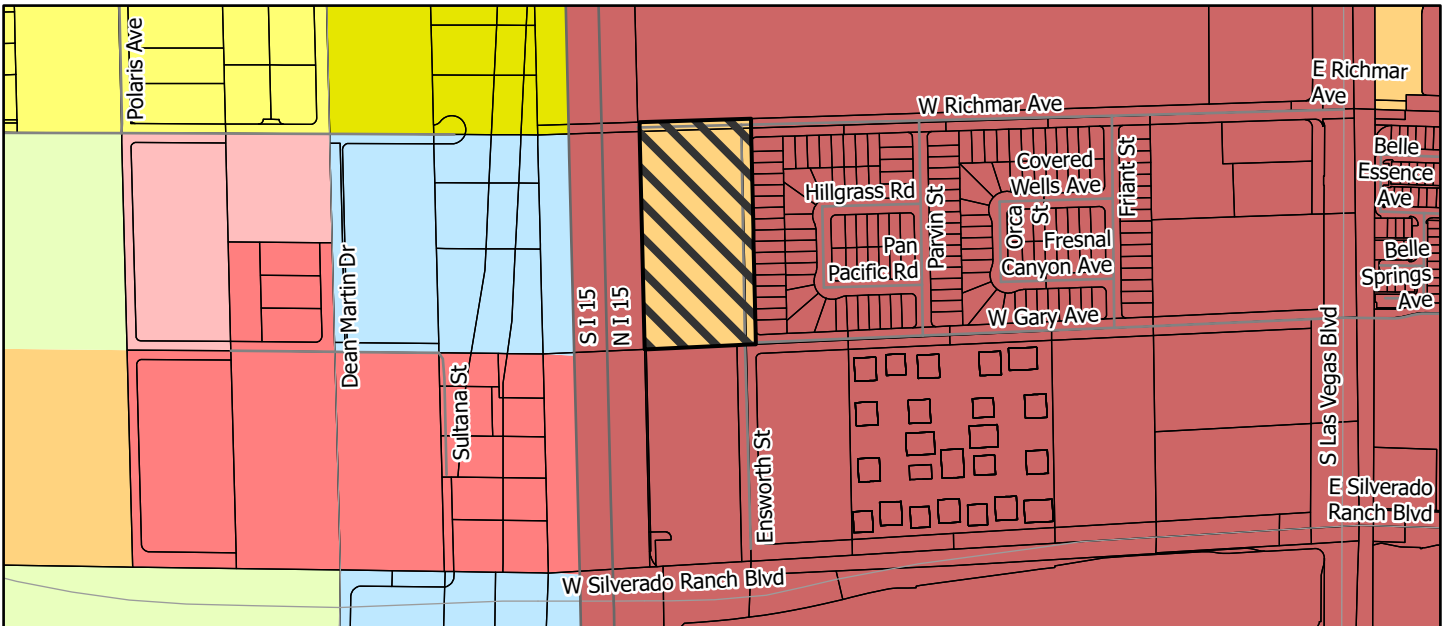 Polaris Ave
E Richmar
Ave
W Richmar Ave
Belle
Essence
Ave
Covered
Wells Ave
Friant St
Hillgrass Rd
Parvin St
Orca
St
Pan
Pacific Rd
Fresnal
Canyon Ave
Belle
Springs
Ave
Dean Martin Dr
S I 15
N I 15
W Gary Ave
S Las Vegas Blvd
Sultana St
Ensworth St
E Silverado
Ranch Blvd
W Silverado Ranch Blvd